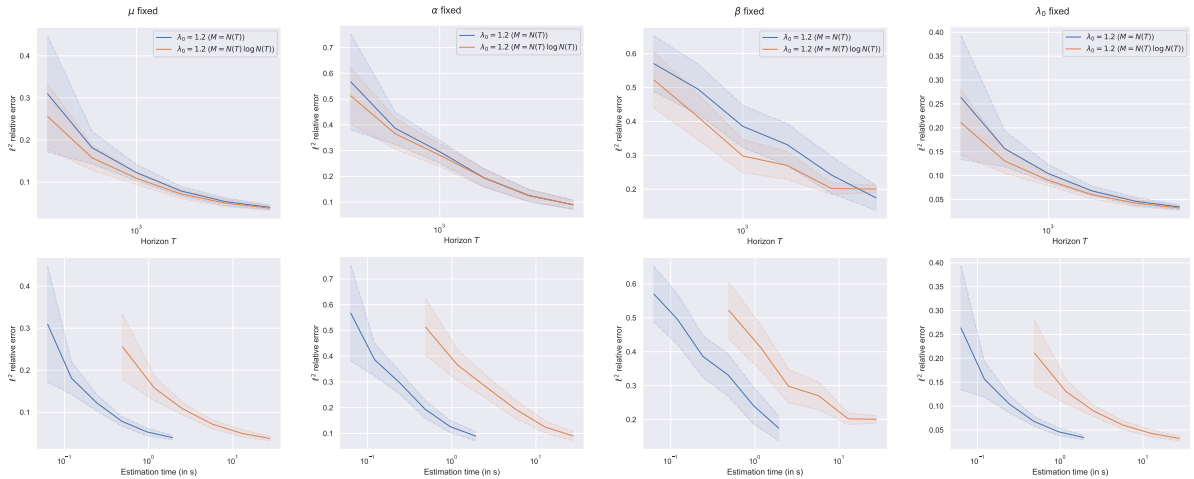 μ fixed
α fixed
β fixed
λ₀ fixed
λ₀ = 1.2 (M = N(T))
λ₀ = 1.2 (M = N(T) log N(T))
λ₀ = 1.2 (M = N(T))
λ₀ = 1.2 (M = N(T) log N(T))
λ₀ = 1.2 (M = N(T))
λ₀ = 1.2 (M = N(T) log N(T))
λ₀ = 1.2 (M = N(T))
λ₀ = 1.2 (M = N(T) log N(T))
ℓ² relative error
0.4
0.3
0.2
0.1
10³
Horizon T
ℓ² relative error
0.7
0.6
0.5
0.4
0.3
0.2
0.1
10³
Horizon T
ℓ² relative error
0.6
0.5
0.4
0.3
0.2
10³
Horizon T
ℓ² relative error
0.40
0.35
0.30
0.25
0.20
0.15
0.10
0.05
10³
Horizon T
ℓ² relative error
0.4
0.3
0.2
0.1
10⁻¹ 10⁰ 10¹
Estimation time (in s)
ℓ² relative error
0.7
0.6
0.5
0.4
0.3
0.2
0.1
10⁻¹ 10⁰ 10¹
Estimation time (in s)
ℓ² relative error
0.6
0.5
0.4
0.3
0.2
10⁻¹ 10⁰ 10¹
Estimation time (in s)
ℓ² relative error
0.40
0.35
0.30
0.25
0.20
0.15
0.10
0.05
10⁻¹ 10⁰ 10¹
Estimation time (in s)